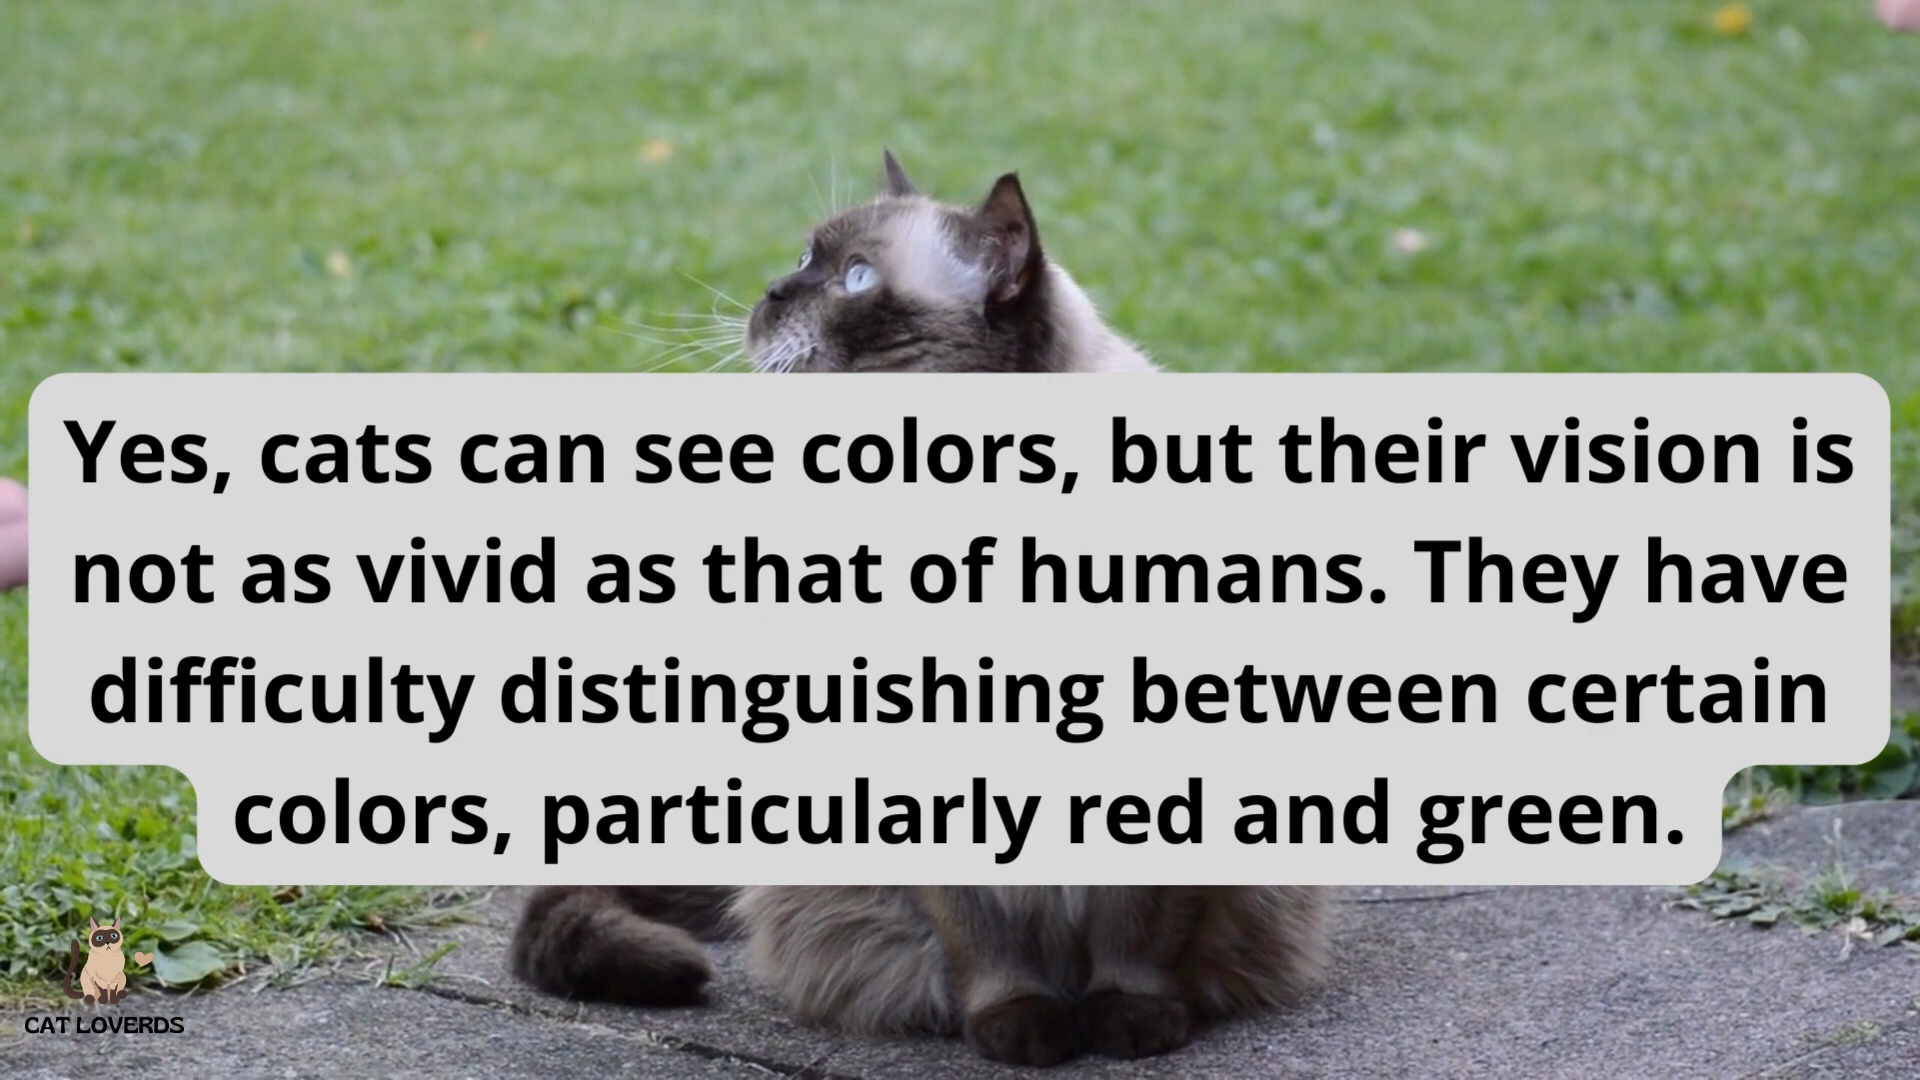 Yes, cats can see colors, but their vision is
not as vivid as that of humans. They have
difficulty distinguishing between certain
colors, particularly red and green.
CAT LOVERDS